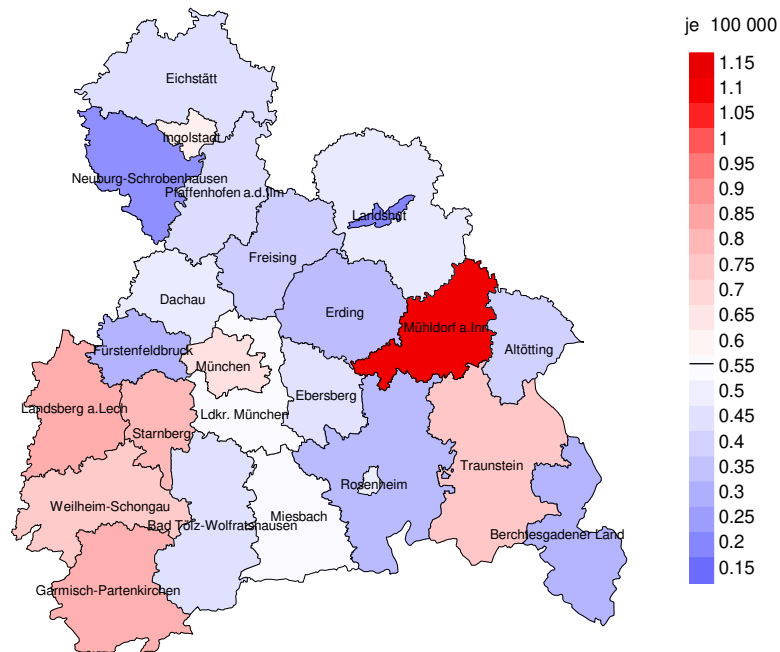 je 100 000
1.15
1.1
1.05
1
0.95
0.9
0.85
0.8
0.75
0.7
0.65
0.6
0.55
0.5
0.45
0.4
0.35
0.3
0.25
0.2
0.15
Eichstätt
Ingolstadt
Neuburg-Schrobenhausen
Pfaffenhofen a.d.Ilm
Landshut
Freising
Dachau
Erding
Mühldorf a.Inn
Altötting
Fürstenfeldbruck
München
Ebersberg
Landsberg a.Lech
Ldkr. München
Starnberg
Traunstein
Rosenheim
Weilheim-Schongau
Miesbach
Bad Tölz-Wolfratshausen
Berchtesgadener Land
Garmisch-Partenkirchen